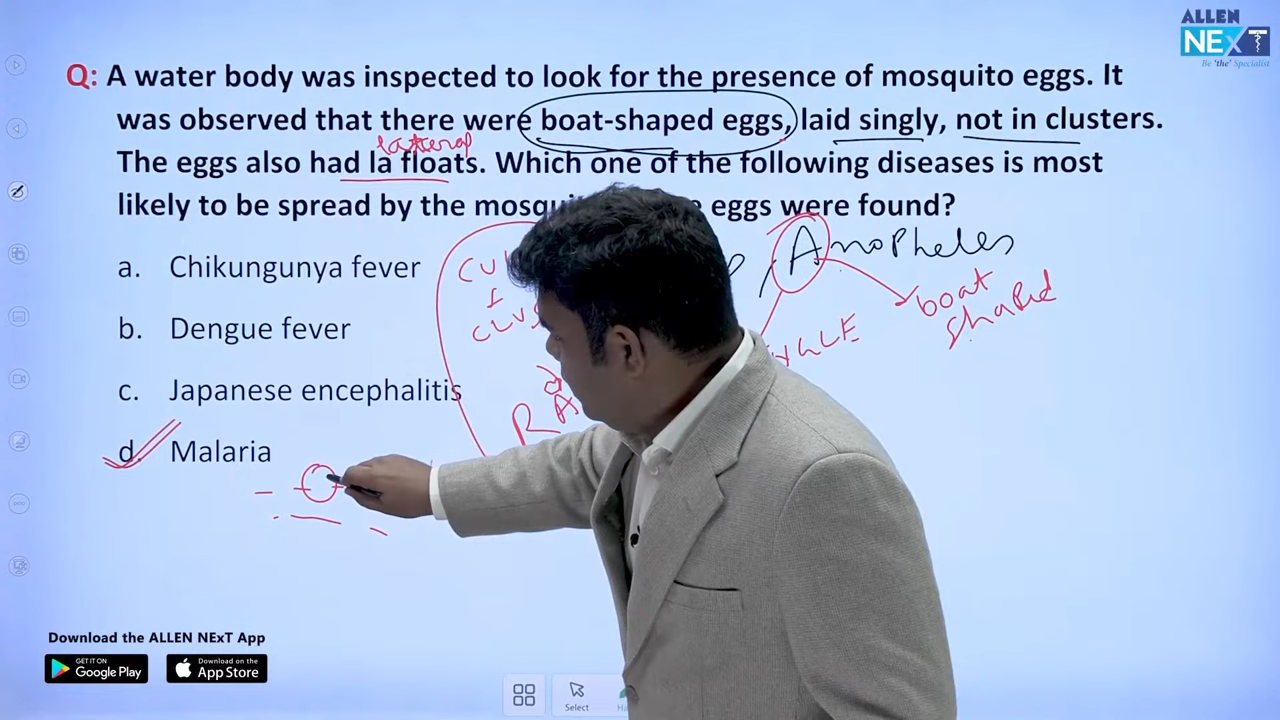 ALLEN
NExT
Be 'the' Specialist
Q: A water body was inspected to look for the presence of mosquito eggs. It
was observed that there were boat-shaped eggs, laid singly, not in clusters.
lateral
The eggs also had la floats. Which one of the following diseases is most
likely to be spread by the eggs were found?
a. Chikungunya fever
b. Dengue fever
c. Japanese encephalitis
d. Malaria
Anopheles
boat
shaped
Download the ALLEN NExT App
GET IT ON
Google Play
Download on the
App Store
Select